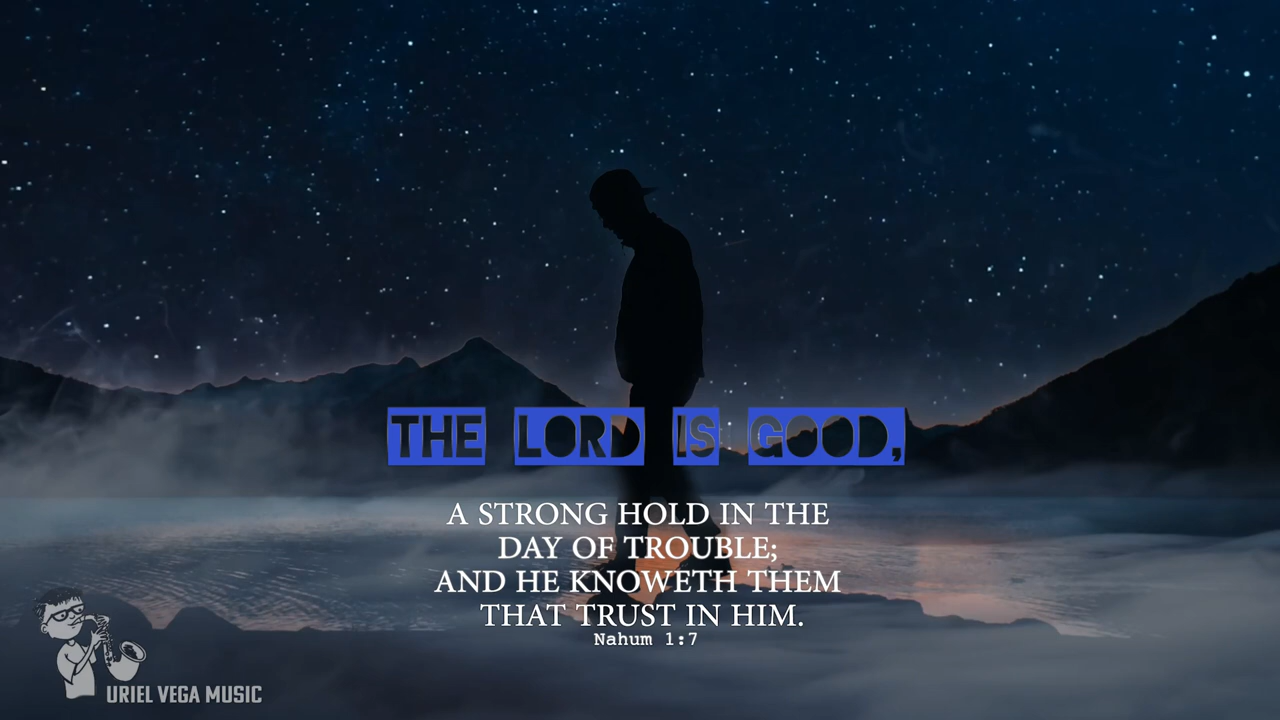 THE LORD IS GOOD,
A STRONG HOLD IN THE
DAY OF TROUBLE;
AND HE KNOWETH THEM
THAT TRUST IN HIM.
Nahum 1:7
URIEL VEGA MUSIC